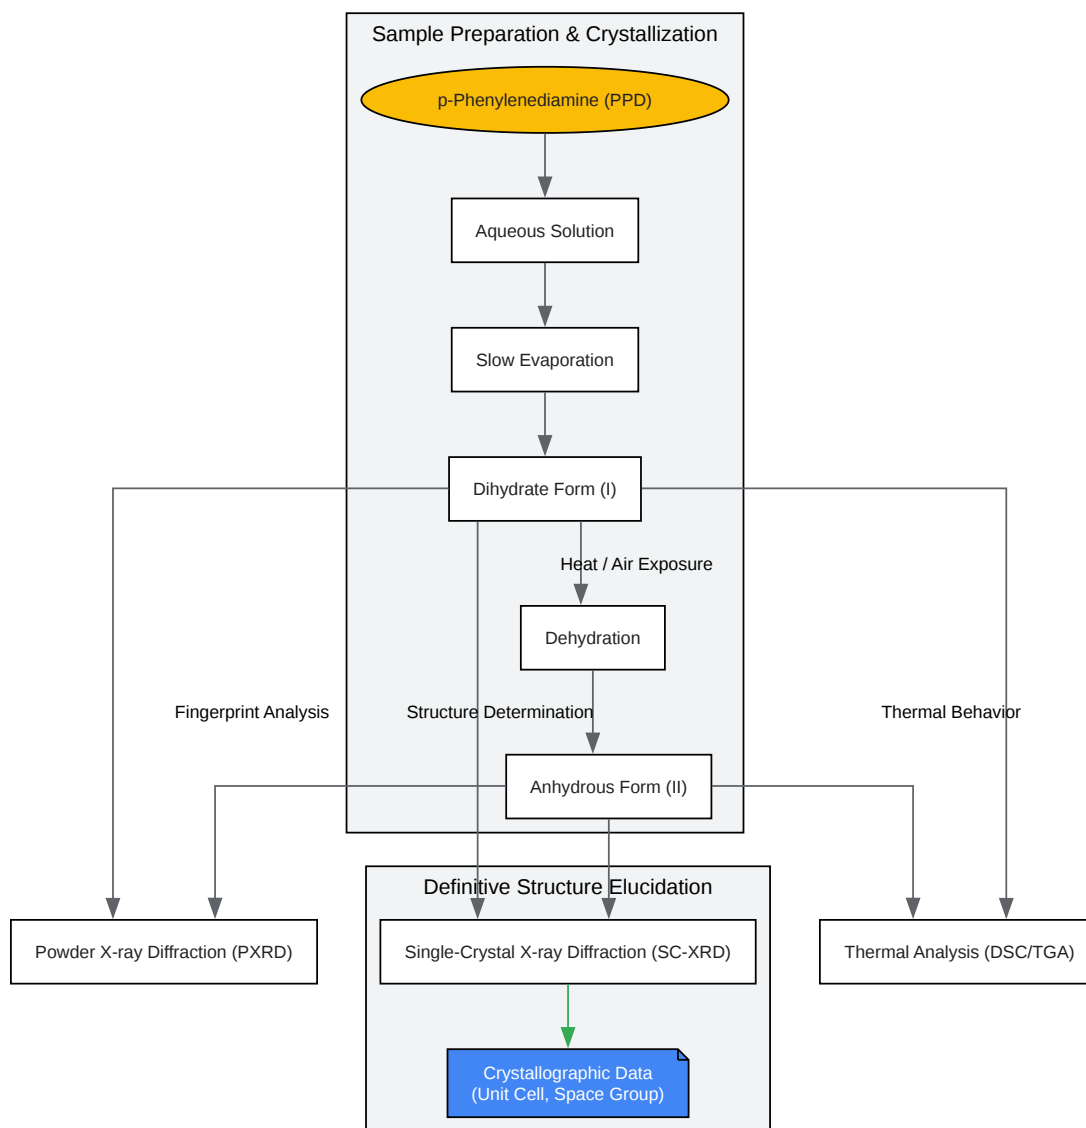 Sample Preparation & Crystallization
p-Phenylenediamine (PPD)
Aqueous Solution
Slow Evaporation
Dihydrate Form (I)
Heat / Air Exposure
Dehydration
Fingerprint Analysis
Structure Determination
Thermal Behavior
Anhydrous Form (II)
Definitive Structure Elucidation
Powder X-ray Diffraction (PXRD)
Single-Crystal X-ray Diffraction (SC-XRD)
Thermal Analysis (DSC/TGA)
Crystallographic Data
(Unit Cell, Space Group)